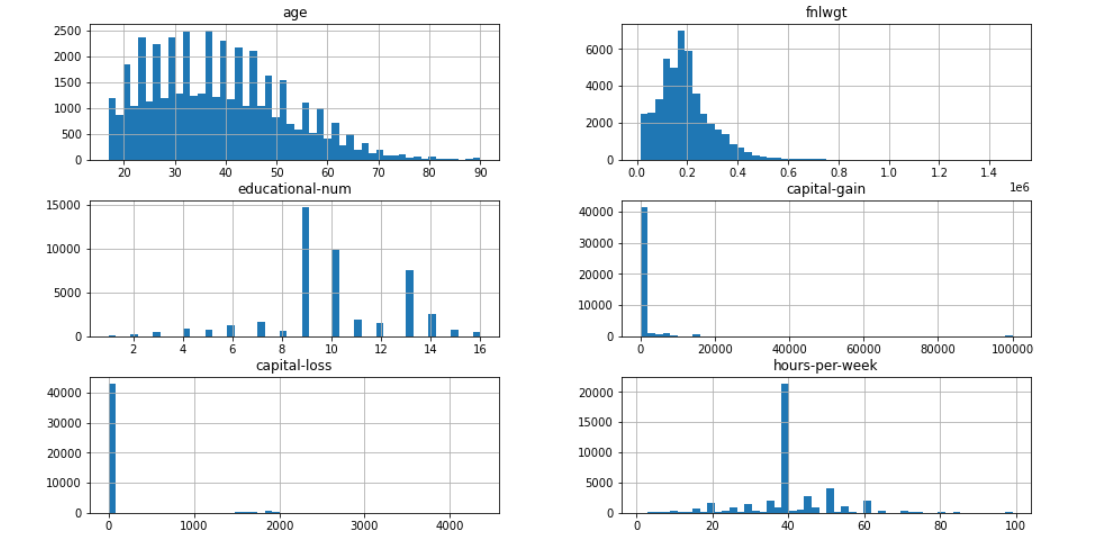 age
2500
2000
1500
1000
500
0
20 30 40 50 60 70 80 90
fnlwgt
6000
4000
2000
0
0.0 0.2 0.4 0.6 0.8 1.0 1.2 1.4
1e6
educational-num
15000
10000
5000
0
2 4 6 8 10 12 14 16
capital-gain
40000
30000
20000
10000
0
0 20000 40000 60000 80000 100000
capital-loss
40000
30000
20000
10000
0
0 1000 2000 3000 4000
hours-per-week
20000
15000
10000
5000
0
0 20 40 60 80 100